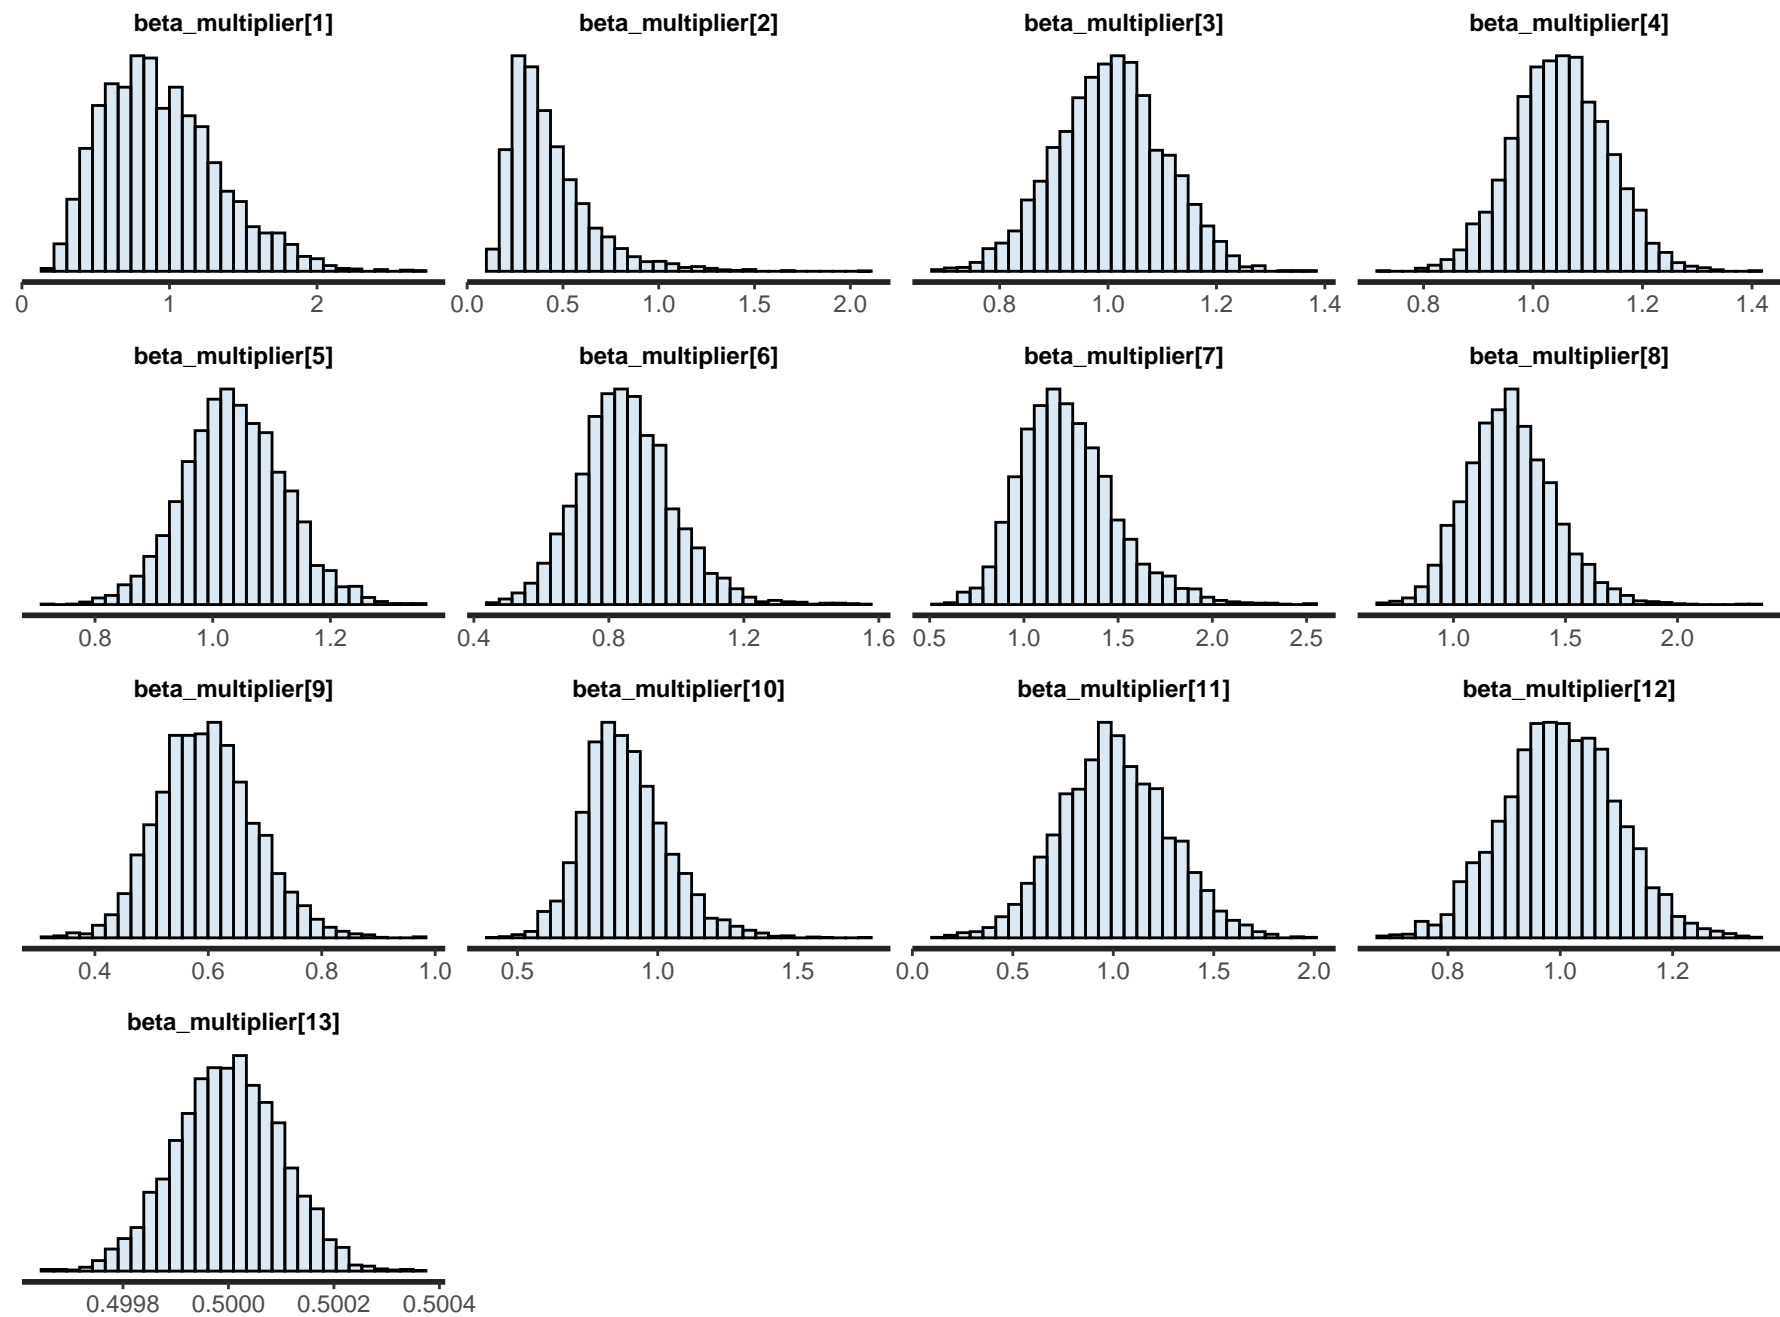 beta_multiplier[1] beta_multiplier[2] beta_multiplier[3] beta_multiplier[4]
0 1 2 0.0 0.5 1.0 1.5 2.0 0.8 1.0 1.2 1.4 0.8 1.0 1.2 1.4
beta_multiplier[5] beta_multiplier[6] beta_multiplier[7] beta_multiplier[8]
0.8 1.0 1.2 0.4 0.8 1.2 1.6 0.5 1.0 1.5 2.0 2.5 1.0 1.5 2.0
beta_multiplier[9] beta_multiplier[10] beta_multiplier[11] beta_multiplier[12]
0.4 0.6 0.8 1.0 0.5 1.0 1.5 0.0 0.5 1.0 1.5 2.0 0.8 1.0 1.2
beta_multiplier[13]
0.4998 0.5000 0.5002 0.5004